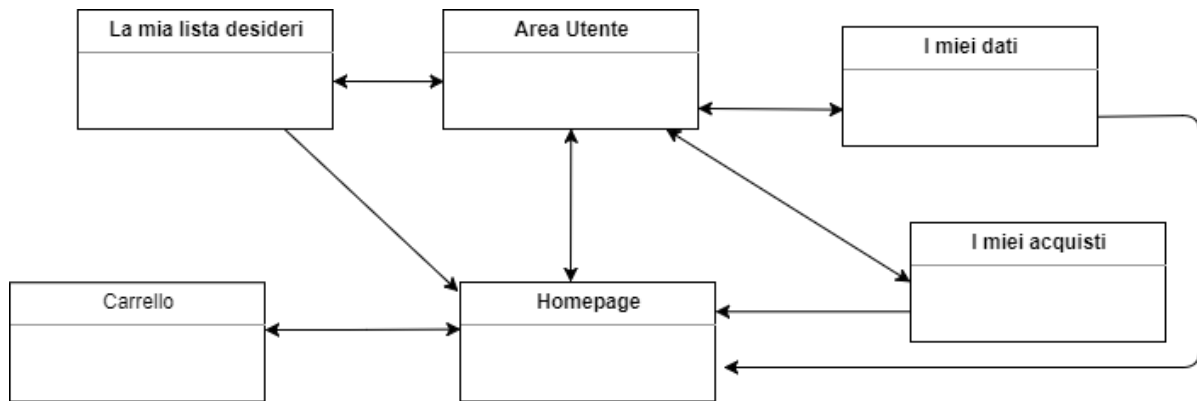 La mia lista desideri
Area Utente
I miei dati
I miei acquisti
Carrello
Homepage